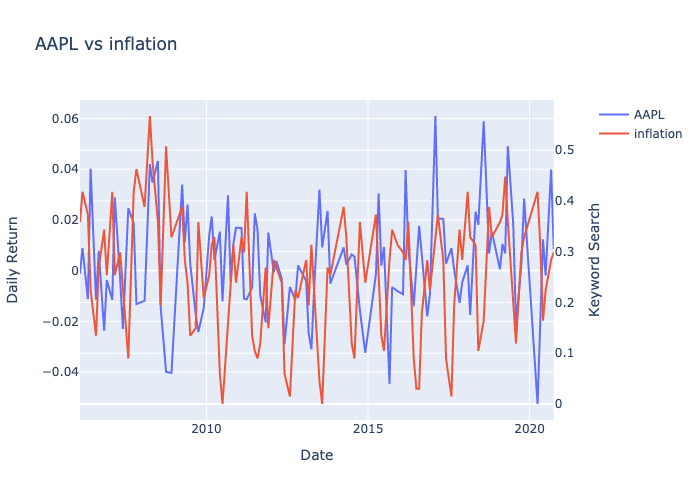 AAPL vs inflation
AAPL
inflation
0.06
0.04
0.02
0
−0.02
−0.04
0.5
0.4
0.3
0.2
0.1
0
2010
2015
2020
Date
Daily Return
Keyword Search